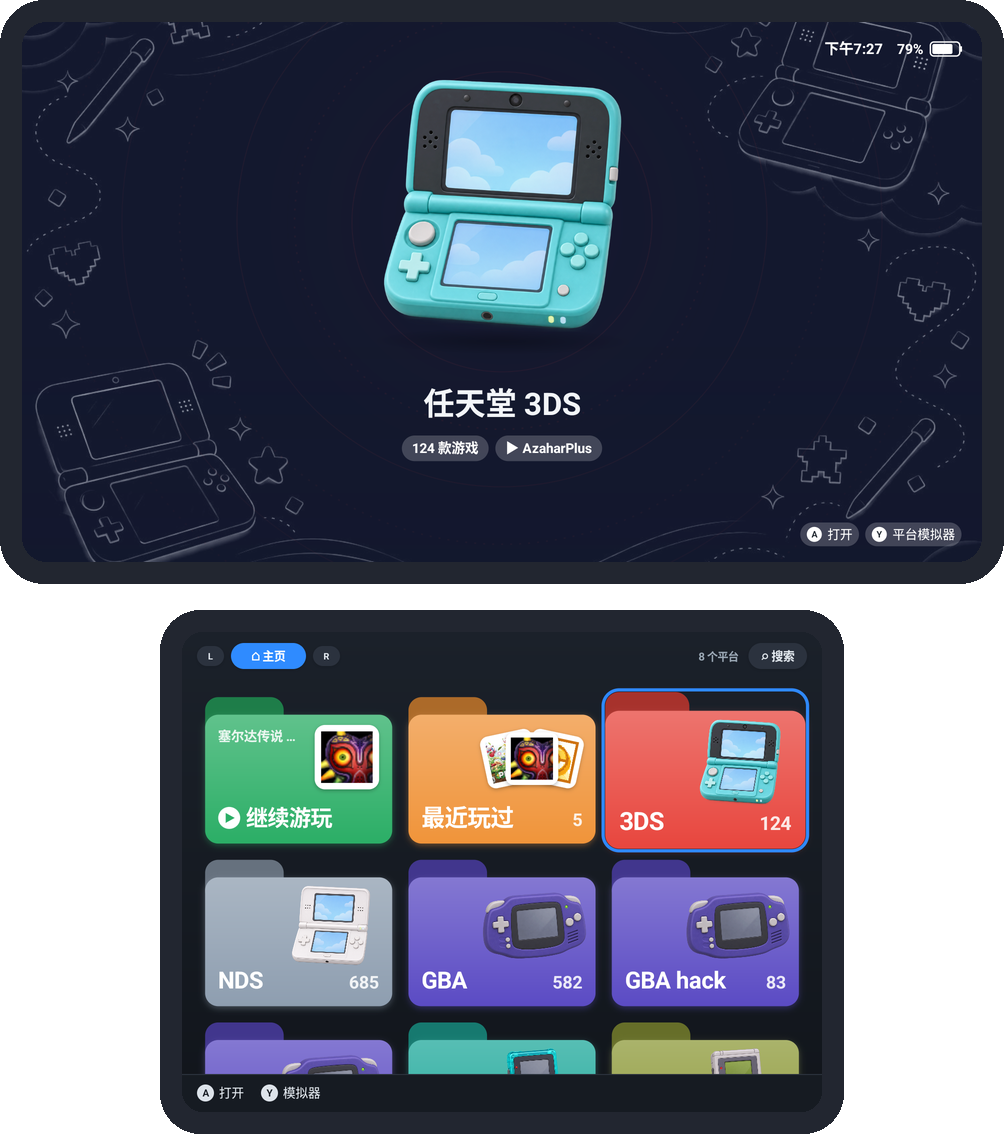 下午7:27 79%
任天堂 3DS
124 款游戏 AzaharPlus
A 打开 Y 平台模拟器
L 主页 R 8 个平台 搜索
塞尔达传说 ...
继续游玩
最近玩过 5
3DS 124
NDS 685
GBA 582
GBA hack 83
A 打开 Y 模拟器